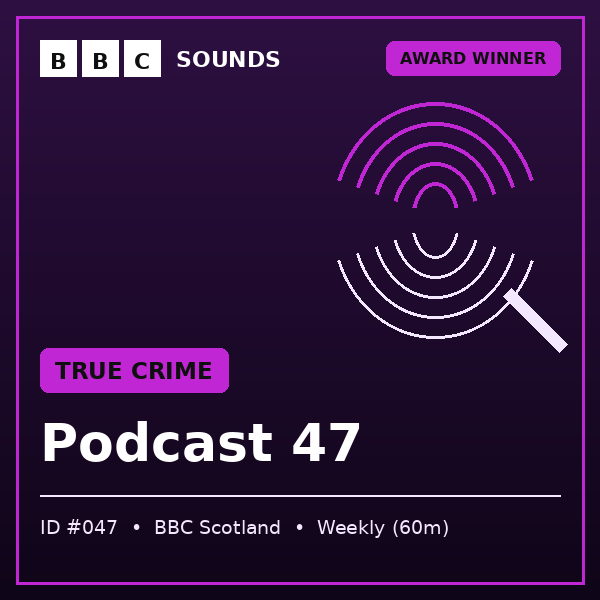 BBC SOUNDS
AWARD WINNER
TRUE CRIME
Podcast 47
ID #047 • BBC Scotland • Weekly (60m)